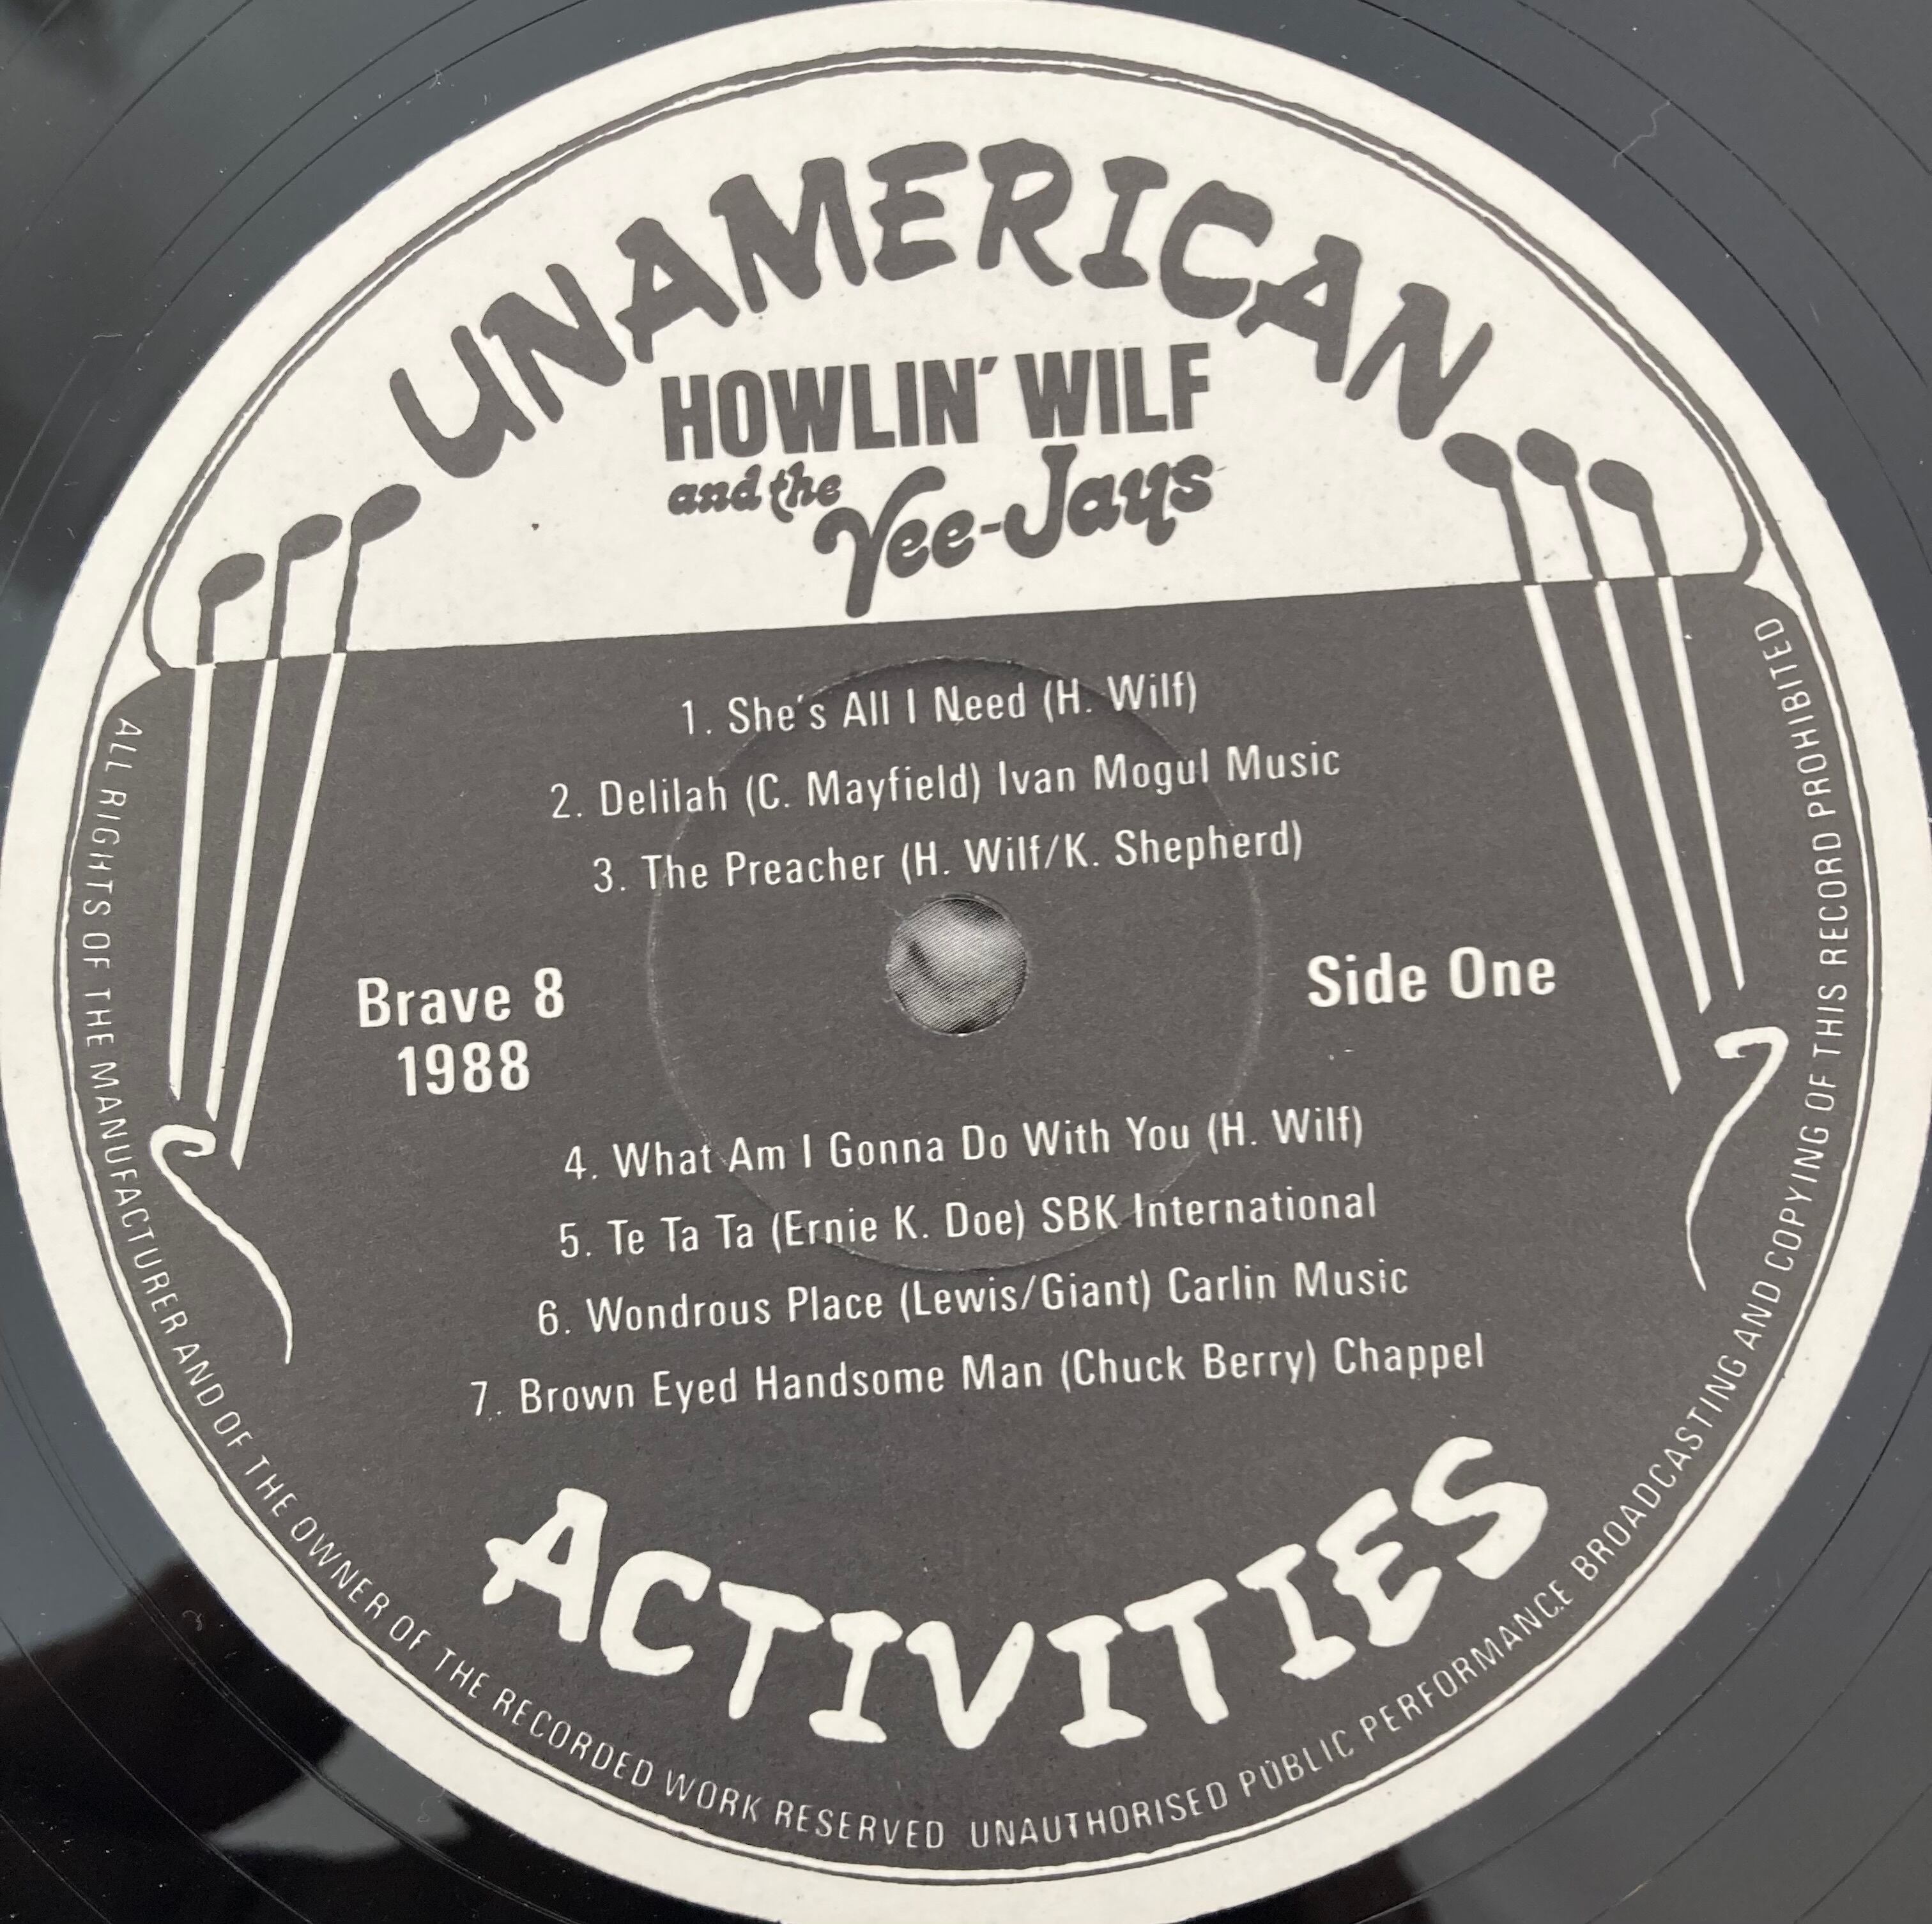 UNAMERICAN
HOWLIN' WILF
and the Vee-Jays
1. She's All I Need (H. Wilf)
2. Delilah (C. Mayfield) Ivan Mogul Music
3. The Preacher (H. Wilf/K. Shepherd)
Brave 8
1988
Side One
4. What Am I Gonna Do With You (H. Wilf)
5. Te Ta Ta (Ernie K. Doe) SBK International
6. Wondrous Place (Lewis/Giant) Carlin Music
7. Brown Eyed Handsome Man (Chuck Berry) Chappel
ACTIVITIES
ALL RIGHTS OF THE MANUFACTURER AND OF THE OWNER OF THE RECORDED WORK RESERVED UNAUTHORISED PUBLIC PERFORMANCE BROADCASTING AND COPYING OF THIS RECORD PROHIBITED